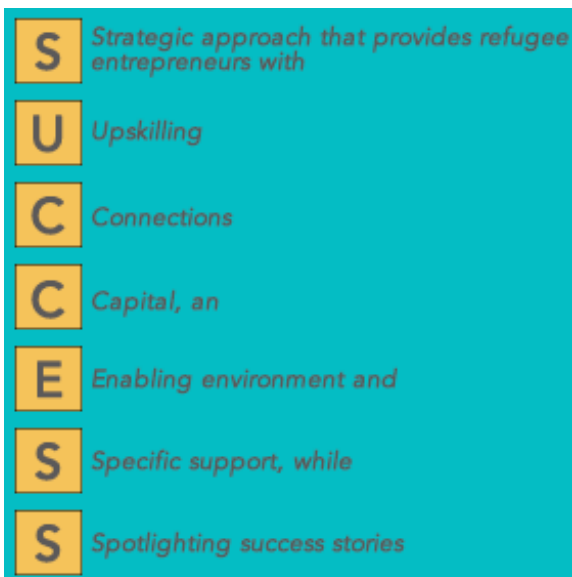 S Strategic approach that provides refugee
entrepreneurs with
U Upskilling
C Connections
C Capital, an
E Enabling environment and
S Specific support, while
S Spotlighting success stories